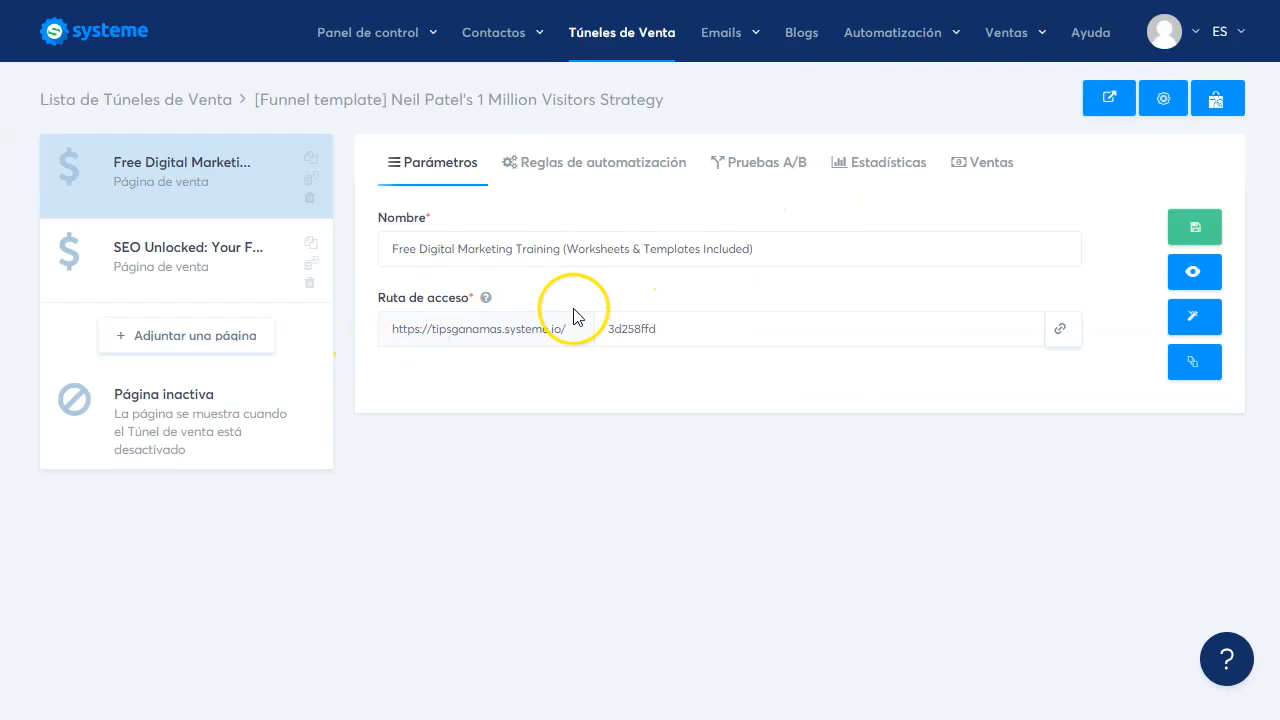 systeme
Panel de control
Contactos
Túneles de Venta
Emails
Blogs
Automatización
Ventas
Ayuda
ES
Lista de Túneles de Venta > [Funnel template] Neil Patel's 1 Million Visitors Strategy
Free Digital Marketi...
Página de venta
SEO Unlocked: Your F...
Página de venta
+ Adjuntar una página
Página inactiva
La página se muestra cuando
el Túnel de venta está
desactivado
Parámetros
Reglas de automatización
Pruebas A/B
Estadísticas
Ventas
Nombre*
Free Digital Marketing Training (Worksheets & Templates Included)
Ruta de acceso* ?
https://tipsganamas.systeme.io/ 3d258ffd
?